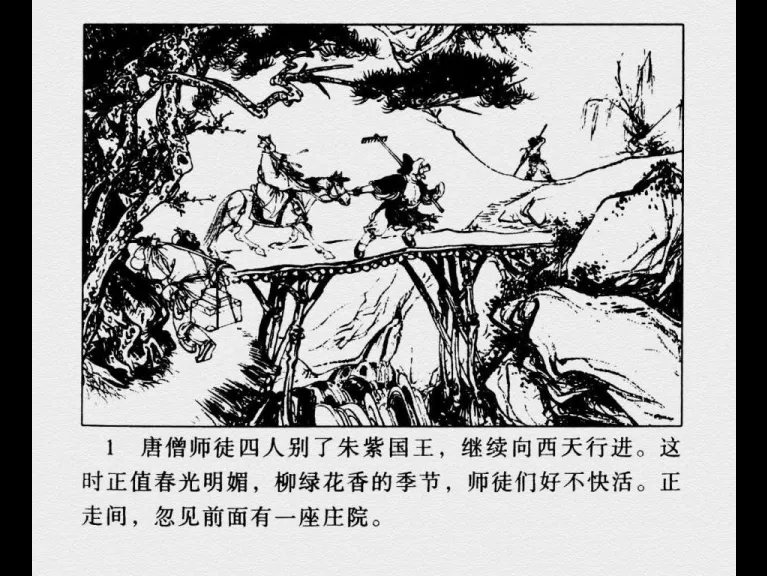 1 唐僧师徒四人别了朱紫国王，继续向西天行进。这
时正值春光明媚，柳绿花香的季节，师徒们好不快活。正
走间，忽见前面有一座庄院。